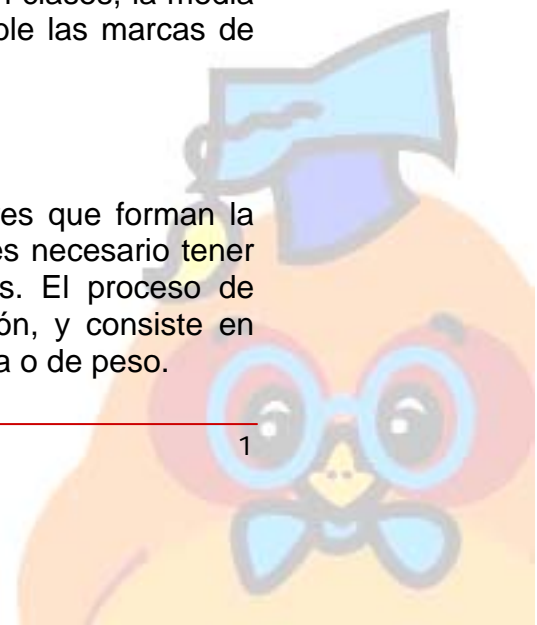 clases, la media
las marcas de
es que forman la
es necesario tener
s. El proceso de
ón, y consiste en
a o de peso.
1